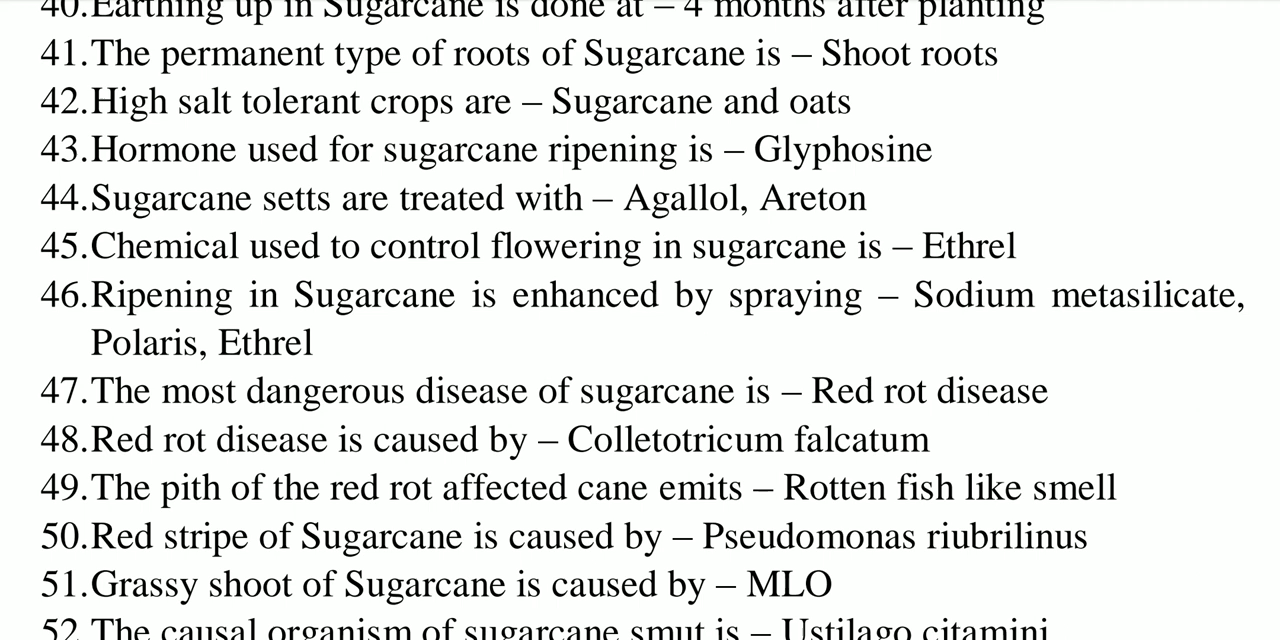 40.Earthing up in Sugarcane is done at – 4 months after planting
41.The permanent type of roots of Sugarcane is – Shoot roots
42.High salt tolerant crops are – Sugarcane and oats
43.Hormone used for sugarcane ripening is – Glyphosine
44.Sugarcane setts are treated with – Agallol, Areton
45.Chemical used to control flowering in sugarcane is – Ethrel
46.Ripening in Sugarcane is enhanced by spraying – Sodium metasilicate,
Polaris, Ethrel
47.The most dangerous disease of sugarcane is – Red rot disease
48.Red rot disease is caused by – Colletotricum falcatum
49.The pith of the red rot affected cane emits – Rotten fish like smell
50.Red stripe of Sugarcane is caused by – Pseudomonas riubrilinus
51.Grassy shoot of Sugarcane is caused by – MLO
52.The causal organism of sugarcane smut is – Ustilago citamini